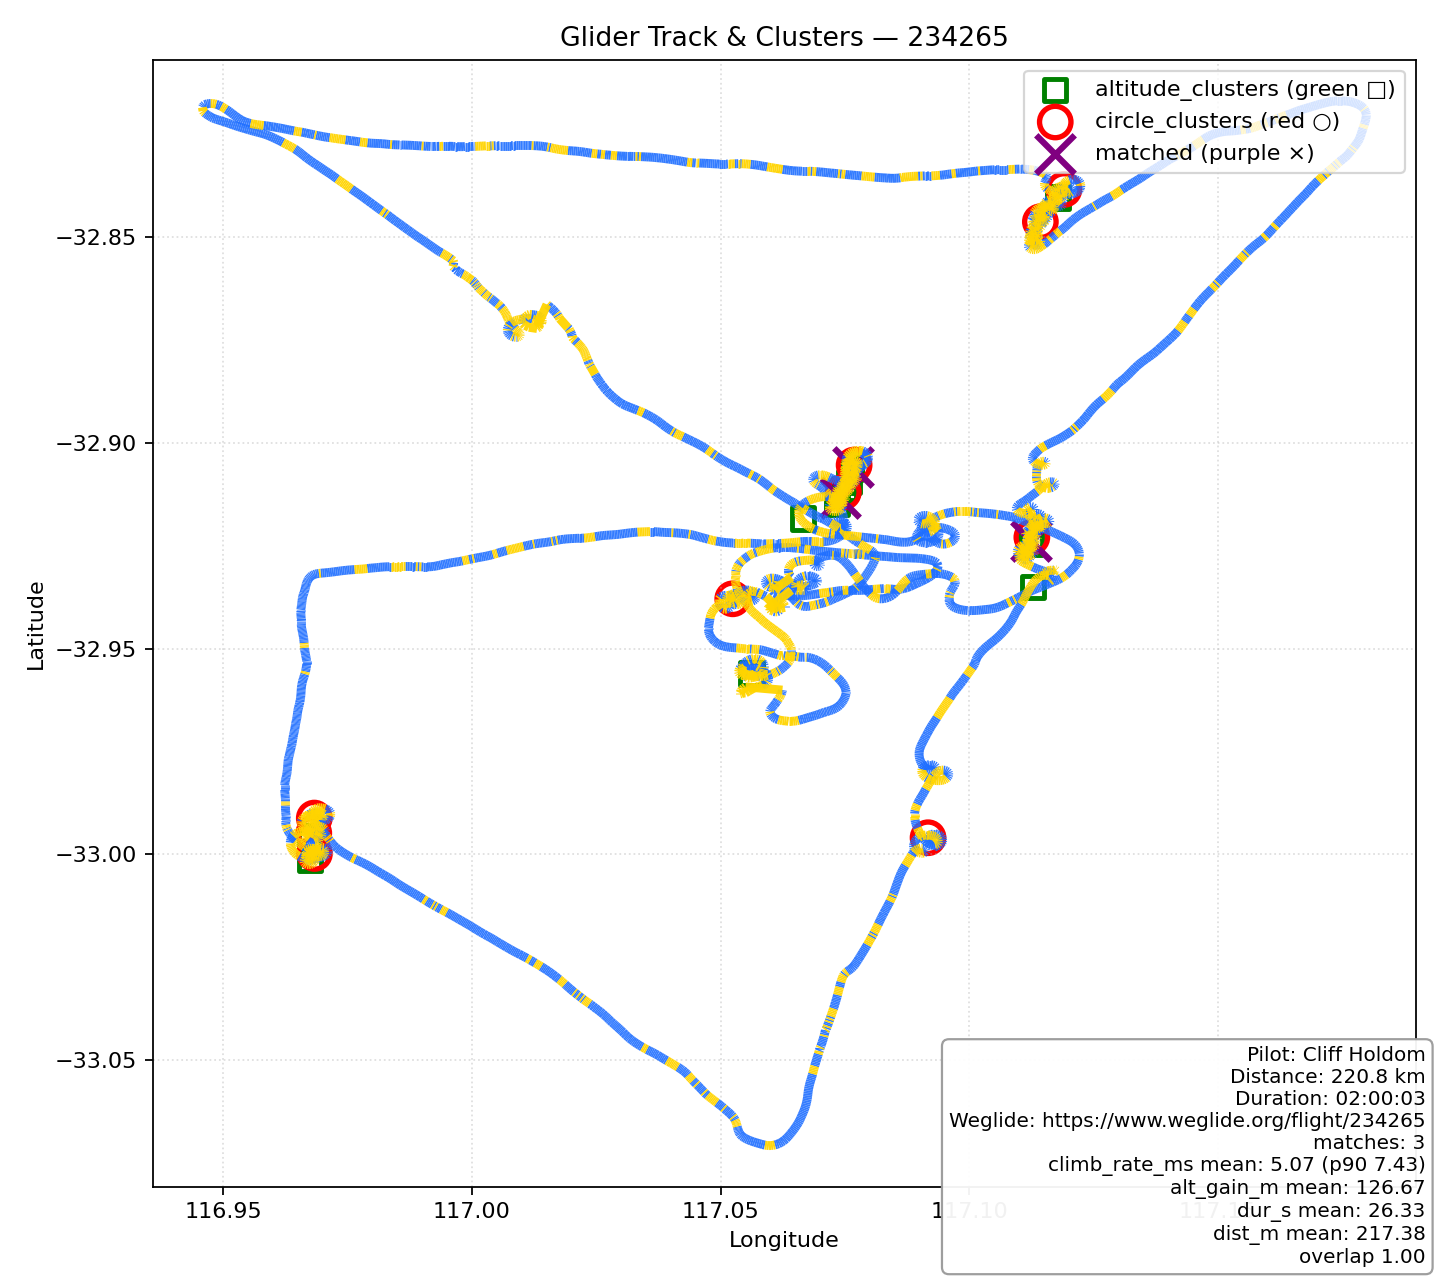 Glider Track & Clusters — 234265
altitude_clusters (green □)
circle_clusters (red ○)
matched (purple ×)
−32.85
−32.90
−32.95
−33.00
−33.05
Latitude
116.95
117.00
117.05
117.10
Longitude
Pilot: Cliff Holdom
Distance: 220.8 km
Duration: 02:00:03
Weglide: https://www.weglide.org/flight/234265
matches: 3
climb_rate_ms mean: 5.07 (p90 7.43)
alt_gain_m mean: 126.67
dur_s mean: 26.33
dist_m mean: 217.38
overlap 1.00